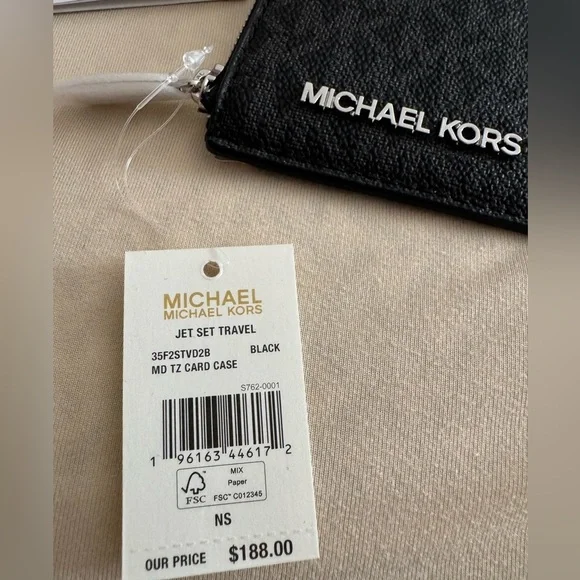 MICHAEL KORS
MICHAEL
MICHAEL KORS
JET SET TRAVEL
35F2STVD2B BLACK
MD TZ CARD CASE
S762-0001
1 96163 44617 2
FSC
MIX
Paper
FSC™ C012345
NS
OUR PRICE $188.00